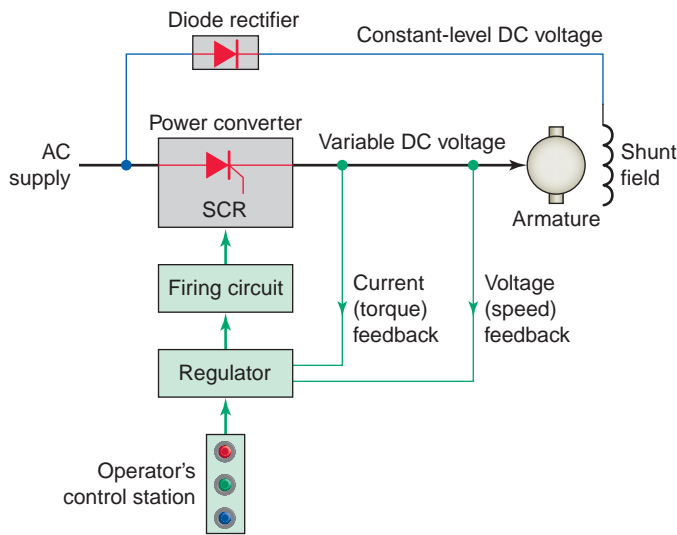 Diode rectifier
Constant-level DC voltage
Power converter
Variable DC voltage
AC
supply
SCR
Shunt
field
Armature
Firing circuit
Current
(torque)
feedback
Voltage
(speed)
feedback
Regulator
Operator's
control station